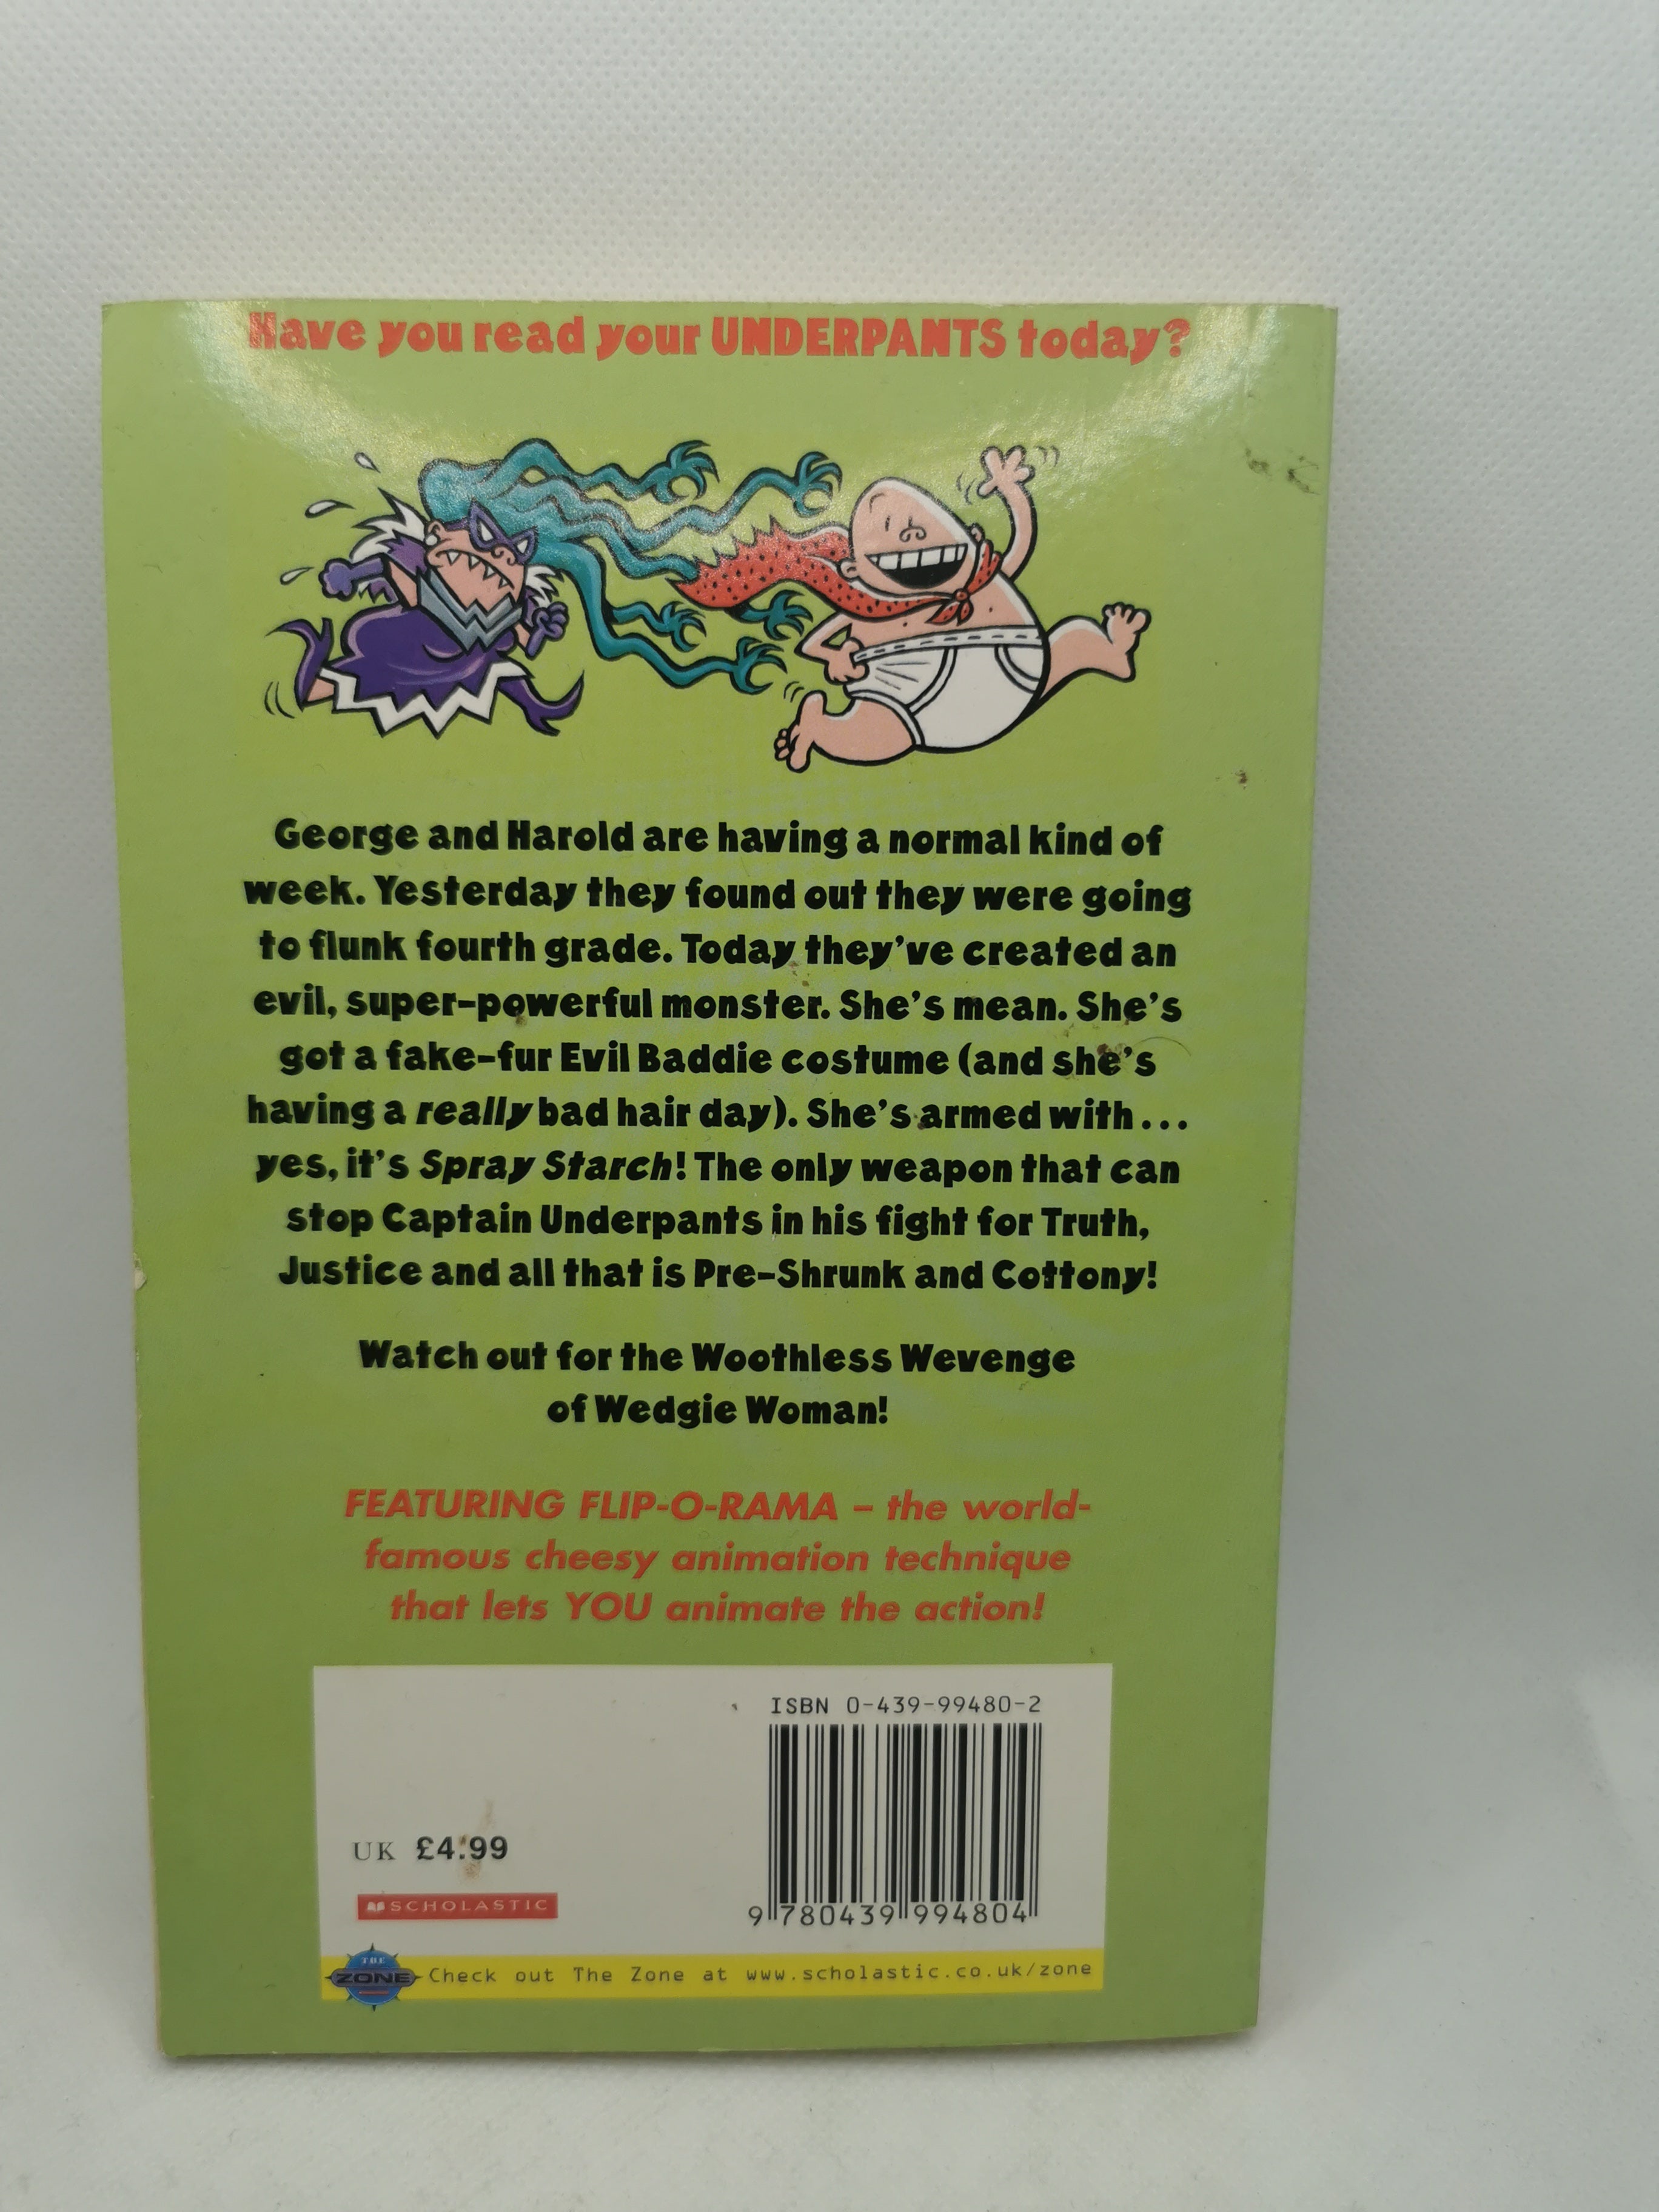 Have you read your UNDERPANTS today?
George and Harold are having a normal kind of
week. Yesterday they found out they were going
to flunk fourth grade. Today they've created an
evil, super-powerful monster. She's mean. She's
got a fake-fur Evil Baddie costume (and she's
having a really bad hair day). She's armed with...
yes, it's Spray Starch! The only weapon that can
stop Captain Underpants in his fight for Truth,
Justice and all that is Pre-Shrunk and Cottony!
Watch out for the Woothless Wevenge
of Wedgie Woman!
FEATURING FLIP-O-RAMA – the world-
famous cheesy animation technique
that lets YOU animate the action!
ISBN 0-439-99480-2
UK £4.99
SCHOLASTIC
9 780439 994804
THE
ZONE
Check out The Zone at www.scholastic.co.uk/zone